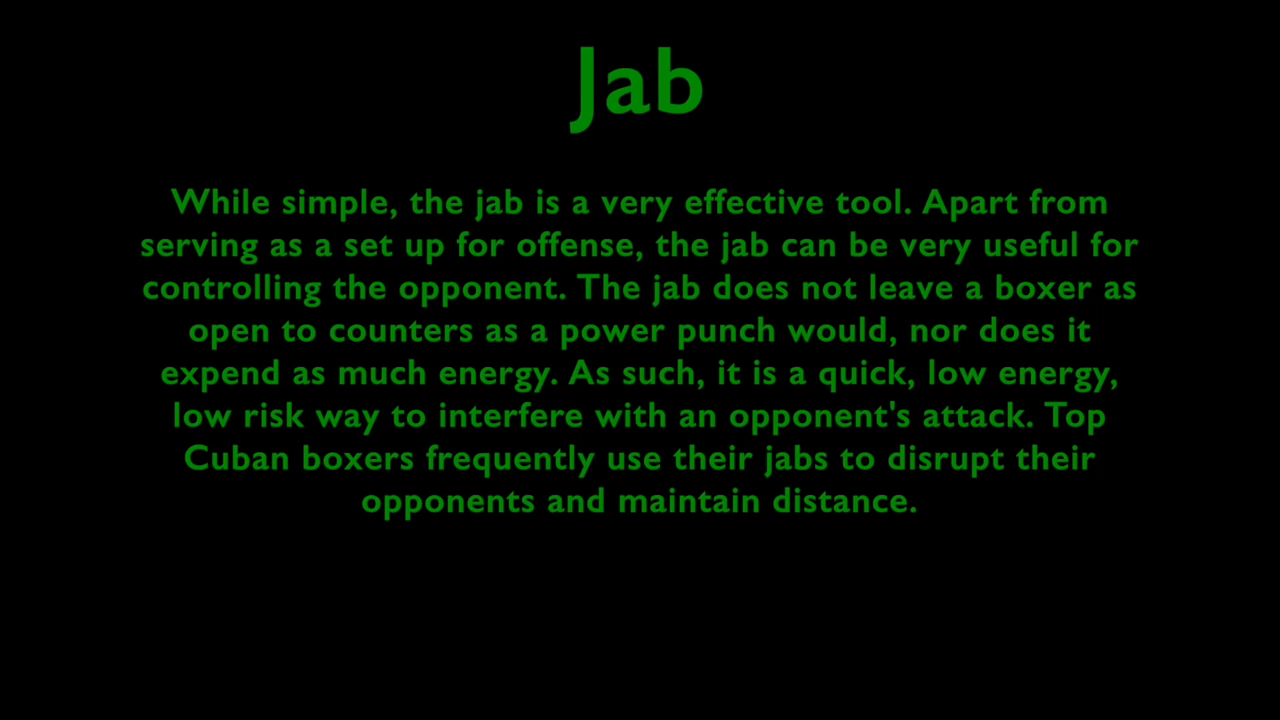 Jab
While simple, the jab is a very effective tool. Apart from
serving as a set up for offense, the jab can be very useful for
controlling the opponent. The jab does not leave a boxer as
open to counters as a power punch would, nor does it
expend as much energy. As such, it is a quick, low energy,
low risk way to interfere with an opponent's attack. Top
Cuban boxers frequently use their jabs to disrupt their
opponents and maintain distance.